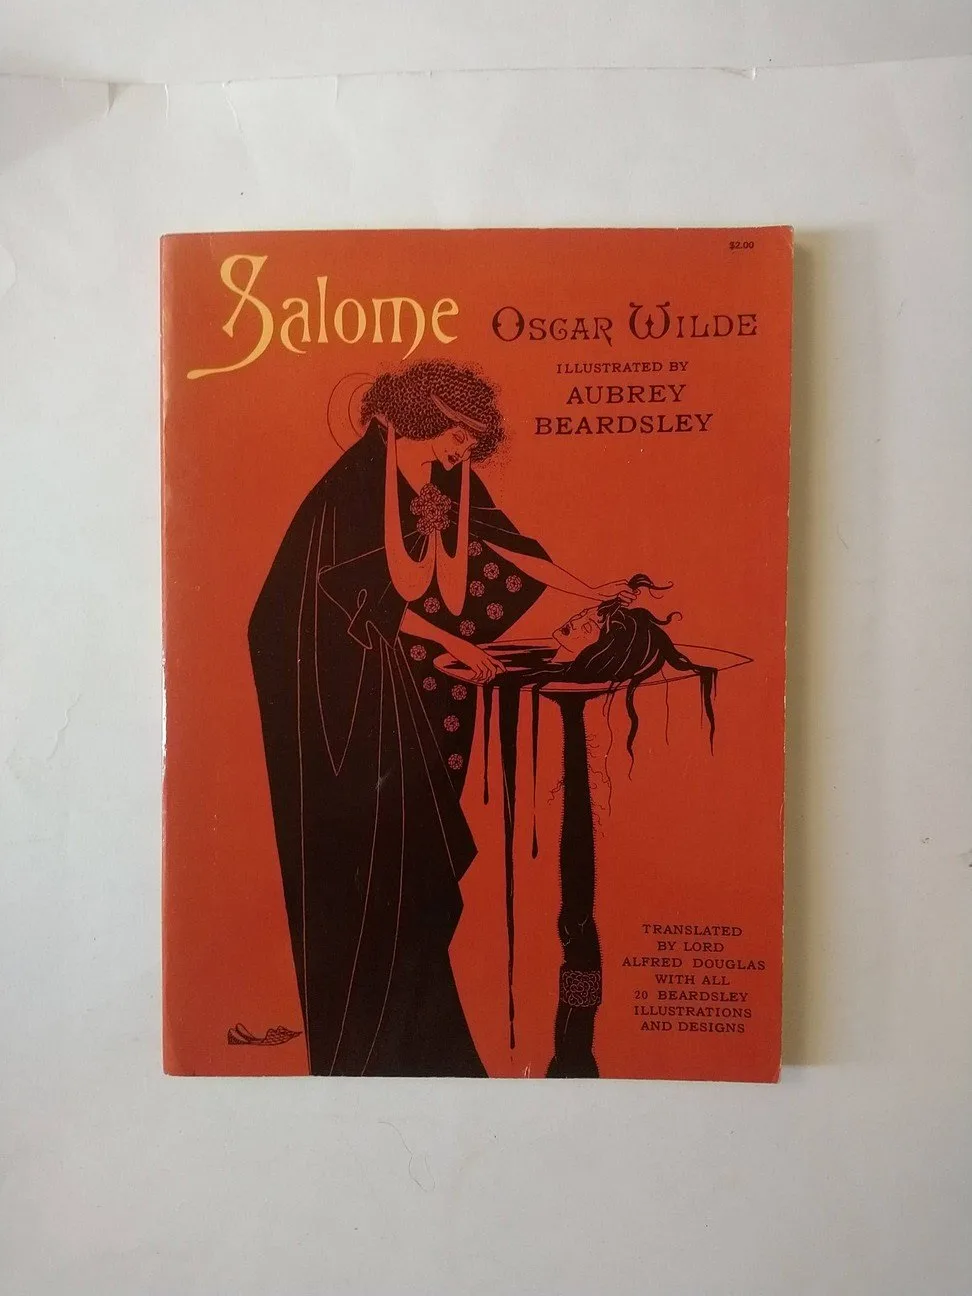 $2.00
Salome
OSCAR WILDE
ILLUSTRATED BY
AUBREY
BEARDSLEY
TRANSLATED
BY LORD
ALFRED DOUGLAS
WITH ALL
20 BEARDSLEY
ILLUSTRATIONS
AND DESIGNS